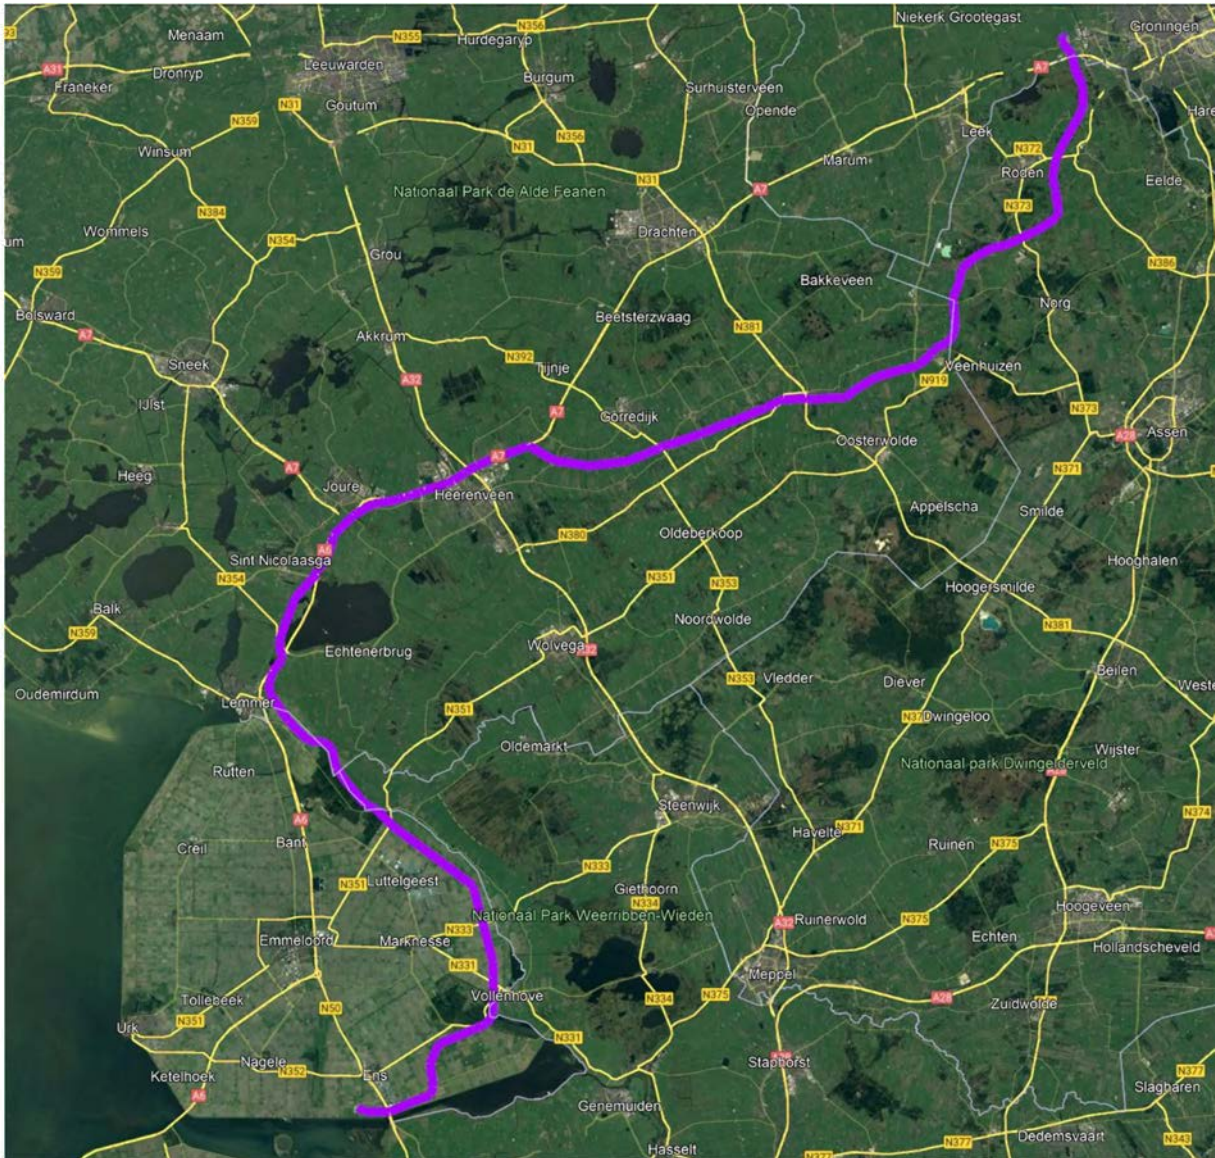 Niekerk Grootegast
Groningen
Menaam
N355
N356
Hurdegaryp
93
A31
Dronryp
Leeuwarden
Burgum
Surhuisterveen
A7
Franeker
N31
Goutum
Opende
Hare
N359
N356
Leek
Winsum
N31
Marum
N372
Roden
Eelde
Nationaal Park de Alde Feanen
N31
A7
N384
N373
Wommels
N354
Drachten
um
Grou
N386
N359
Bakkeveen
Norg
Bolsward
Beetsterzwaag
A7
Akkrum
N381
Sneek
N392
Tijnje
Veenhuizen
A32
N919
IJlst
A7
Gorredijk
N373
A28
Assen
Oosterwolde
A7
A7
N371
Heeg
Joure
Heerenveen
Appelscha
Smilde
N380
Oldeberkoop
A6
Sint Nicolaasga
Hooghalen
N354
N351
N353
Hoogersmilde
Balk
Noordwolde
N359
N381
Wolvega
Echtenerbrug
Beilen
Oudemirdum
N353
Vledder
Diever
Weste
Lemmer
N351
Dwingeloo
Oldemarkt
Wijster
Rutten
Nationaal park Dwingelderveld
Steenwijk
N374
A6
Havelte
N371
Creil
Bant
N375
Ruinen
N333
Luttelgeest
N351
Giethoorn
N334
Hoogeveen
Nationaal Park Weerribben-Wieden
A32
Ruinerwold
N375
N333
Emmeloord
Marknesse
Echten
Hollandscheveld
N331
Meppel
Vollenhove
N375
A28
Tollebeek
N334
Zuidwolde
N50
N351
Urk
N331
Nagele
Staphorst
N352
Ens
Ketelhoek
N377
A6
Slagharen
Genemuiden
Dedemsvaart
N377
N343
Hasselt
N377